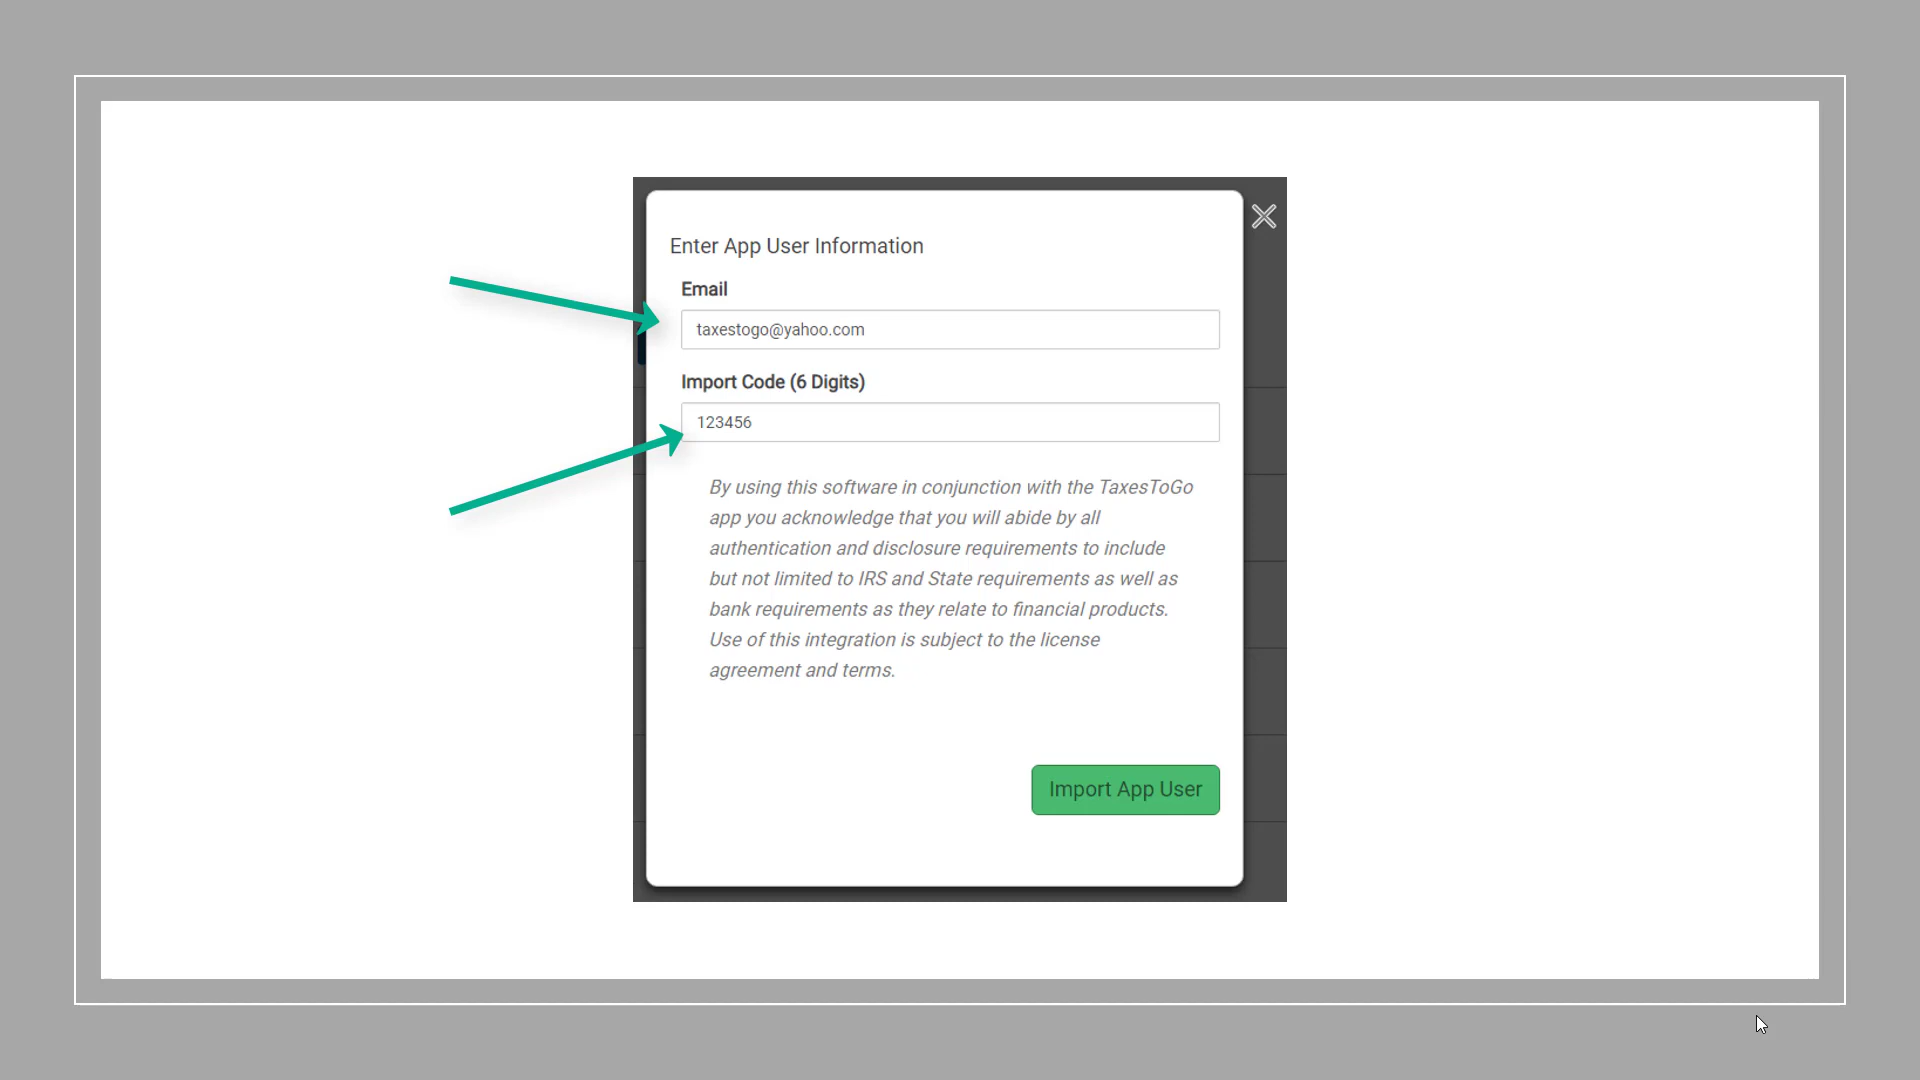 Enter App User Information
Email
taxestogo@yahoo.com
Import Code (6 Digits)
123456
By using this software in conjunction with the TaxesToGo
app you acknowledge that you will abide by all
authentication and disclosure requirements to include
but not limited to IRS and State requirements as well as
bank requirements as they relate to financial products.
Use of this integration is subject to the license
agreement and terms.
Import App User